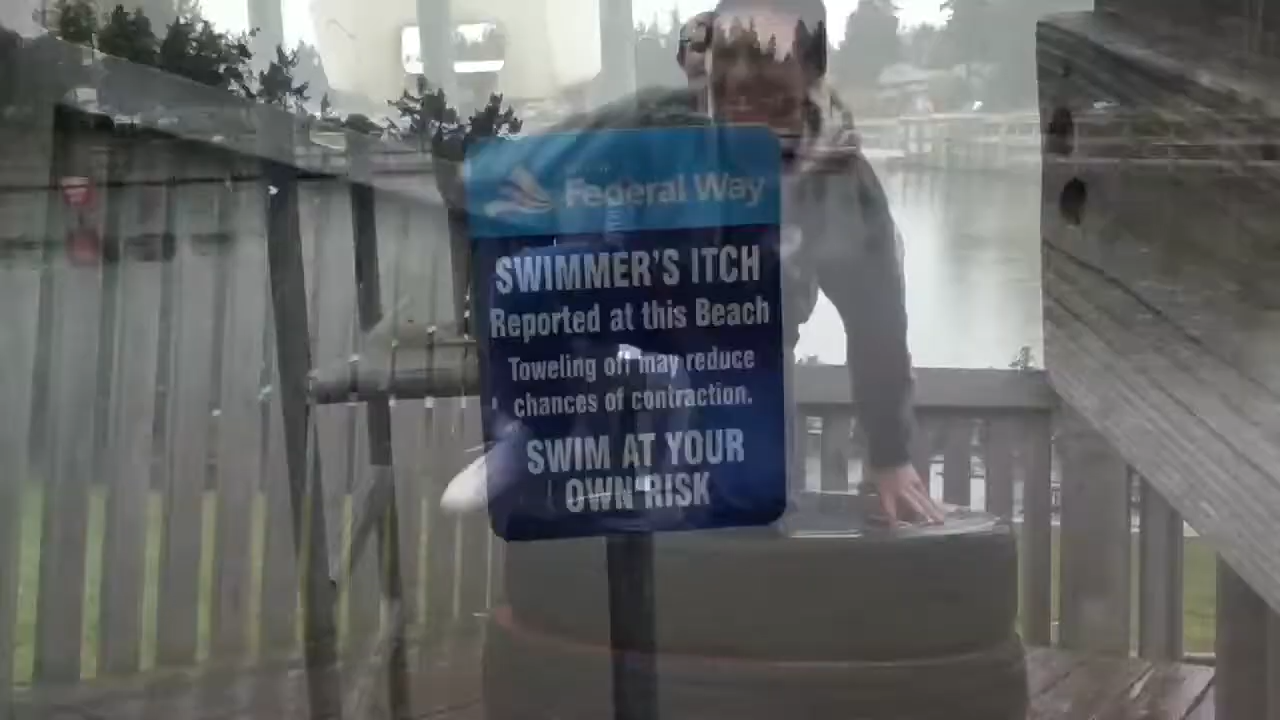 Federal Way
SWIMMER'S ITCH
Reported at this Beach
Toweling off may reduce
chances of contraction.
SWIM AT YOUR
OWN RISK